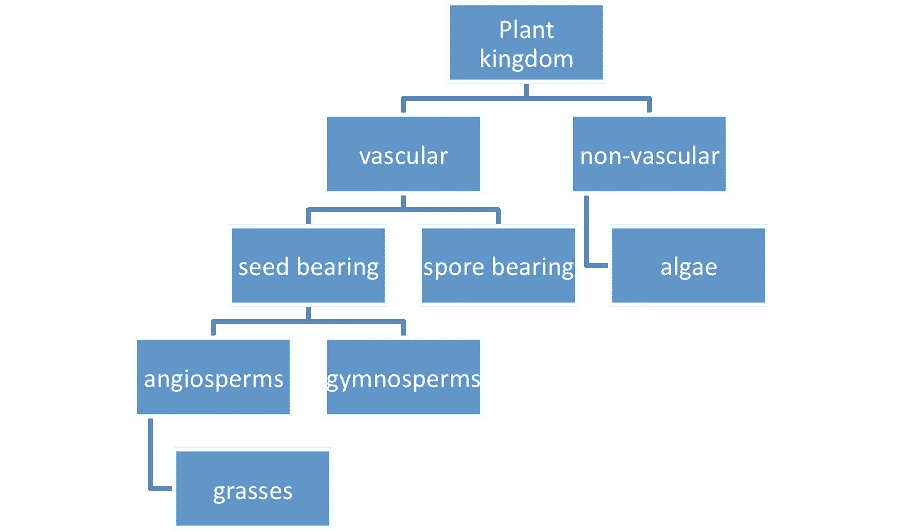 Plant
kingdom
vascular
non-vascular
seed bearing
spore bearing
algae
angiosperms
gymnosperms
grasses